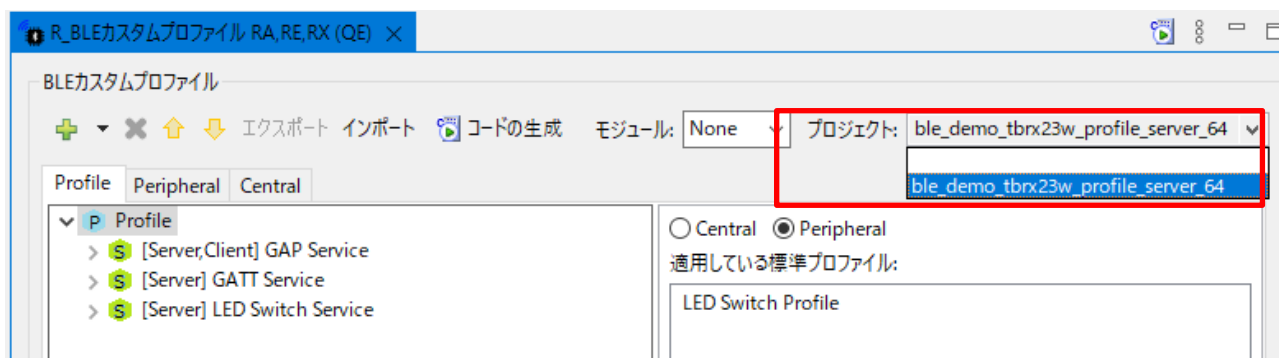 R_BLEカスタムプロファイル RA,RE,RX (QE)
BLEカスタムプロファイル
エクスポート インポート コードの生成 モジュール: None プロジェクト: ble_demo_tbrx23w_profile_server_64
ble_demo_tbrx23w_profile_server_64
Profile Peripheral Central
P Profile
Central Peripheral
S [Server,Client] GAP Service
適用している標準プロファイル:
S [Server] GATT Service
S [Server] LED Switch Service
LED Switch Profile